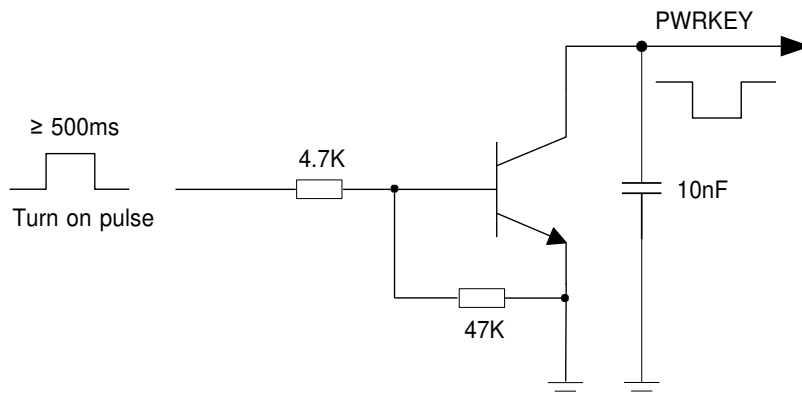 PWRKEY
≥ 500ms
4.7K
10nF
Turn on pulse
47K